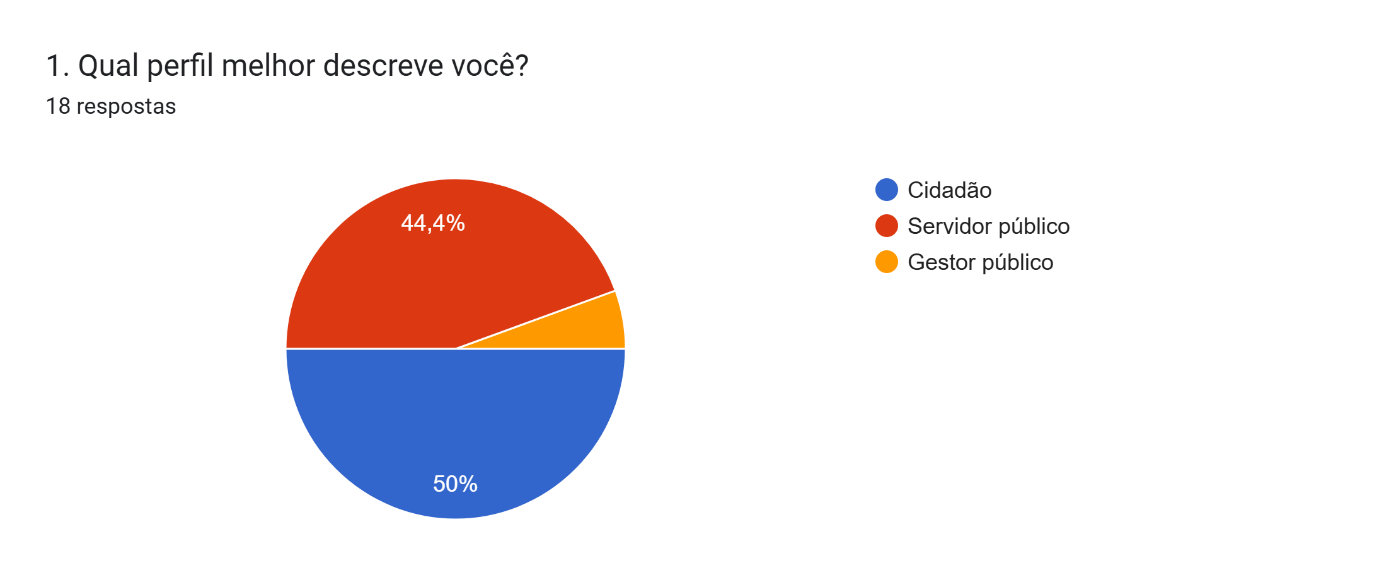 1. Qual perfil melhor descreve você?
18 respostas
44,4%
50%
Cidadão
Servidor público
Gestor público